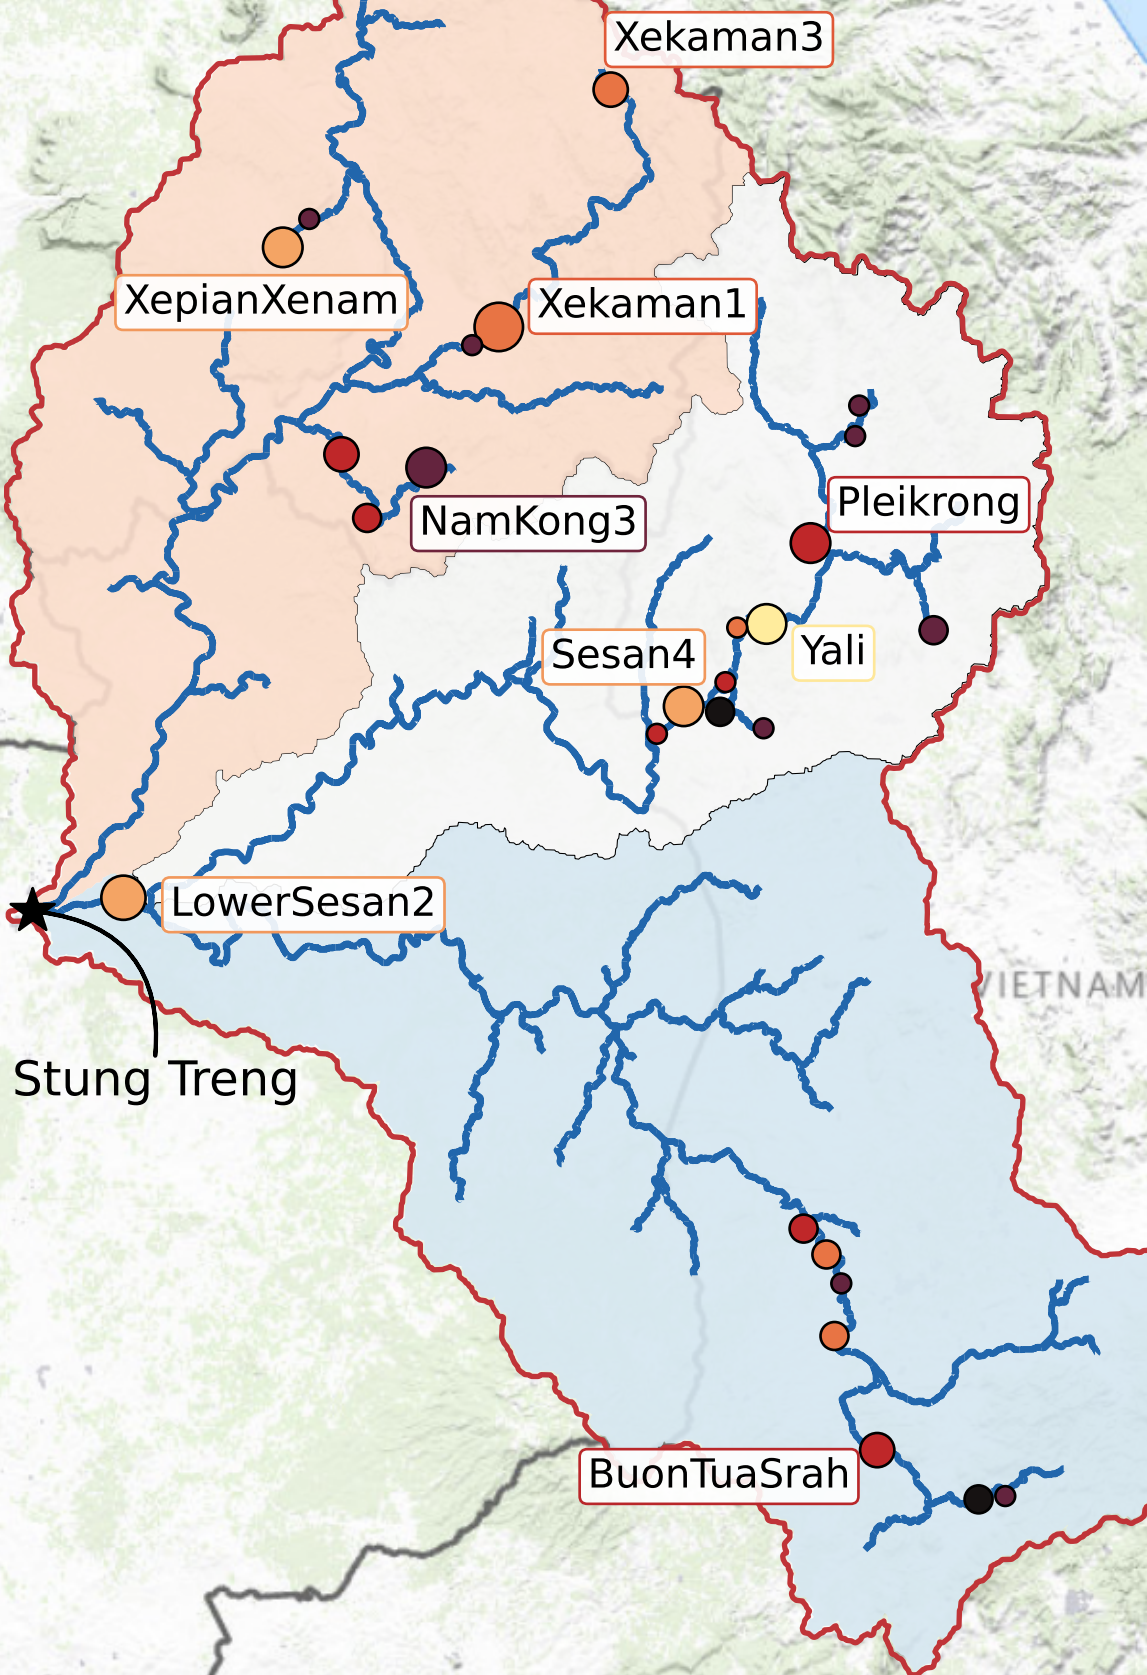 Xekaman3
XepianXenam
Xekaman1
Pleikrong
NamKong3
Sesan4
Yali
LowerSesan2
VIETNAM
Stung Treng
BuonTuaSrah